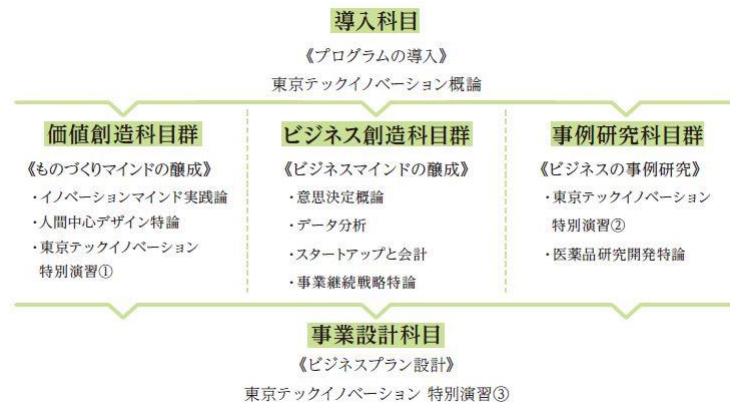 導入科目
《プログラムの導入》
東京テックイノベーション概論
価値創造科目群
《ものづくりマインドの醸成》
・イノベーションマインド実践論
・人間中心デザイン特論
・東京テックイノベーション
特別演習①
ビジネス創造科目群
《ビジネスマインドの醸成》
・意思決定概論
・データ分析
・スタートアップと会計
・事業継続戦略特論
事例研究科目群
《ビジネスの事例研究》
・東京テックイノベーション
特別演習②
・医薬品研究開発特論
事業設計科目
《ビジネスプラン設計》
東京テックイノベーション 特別演習③